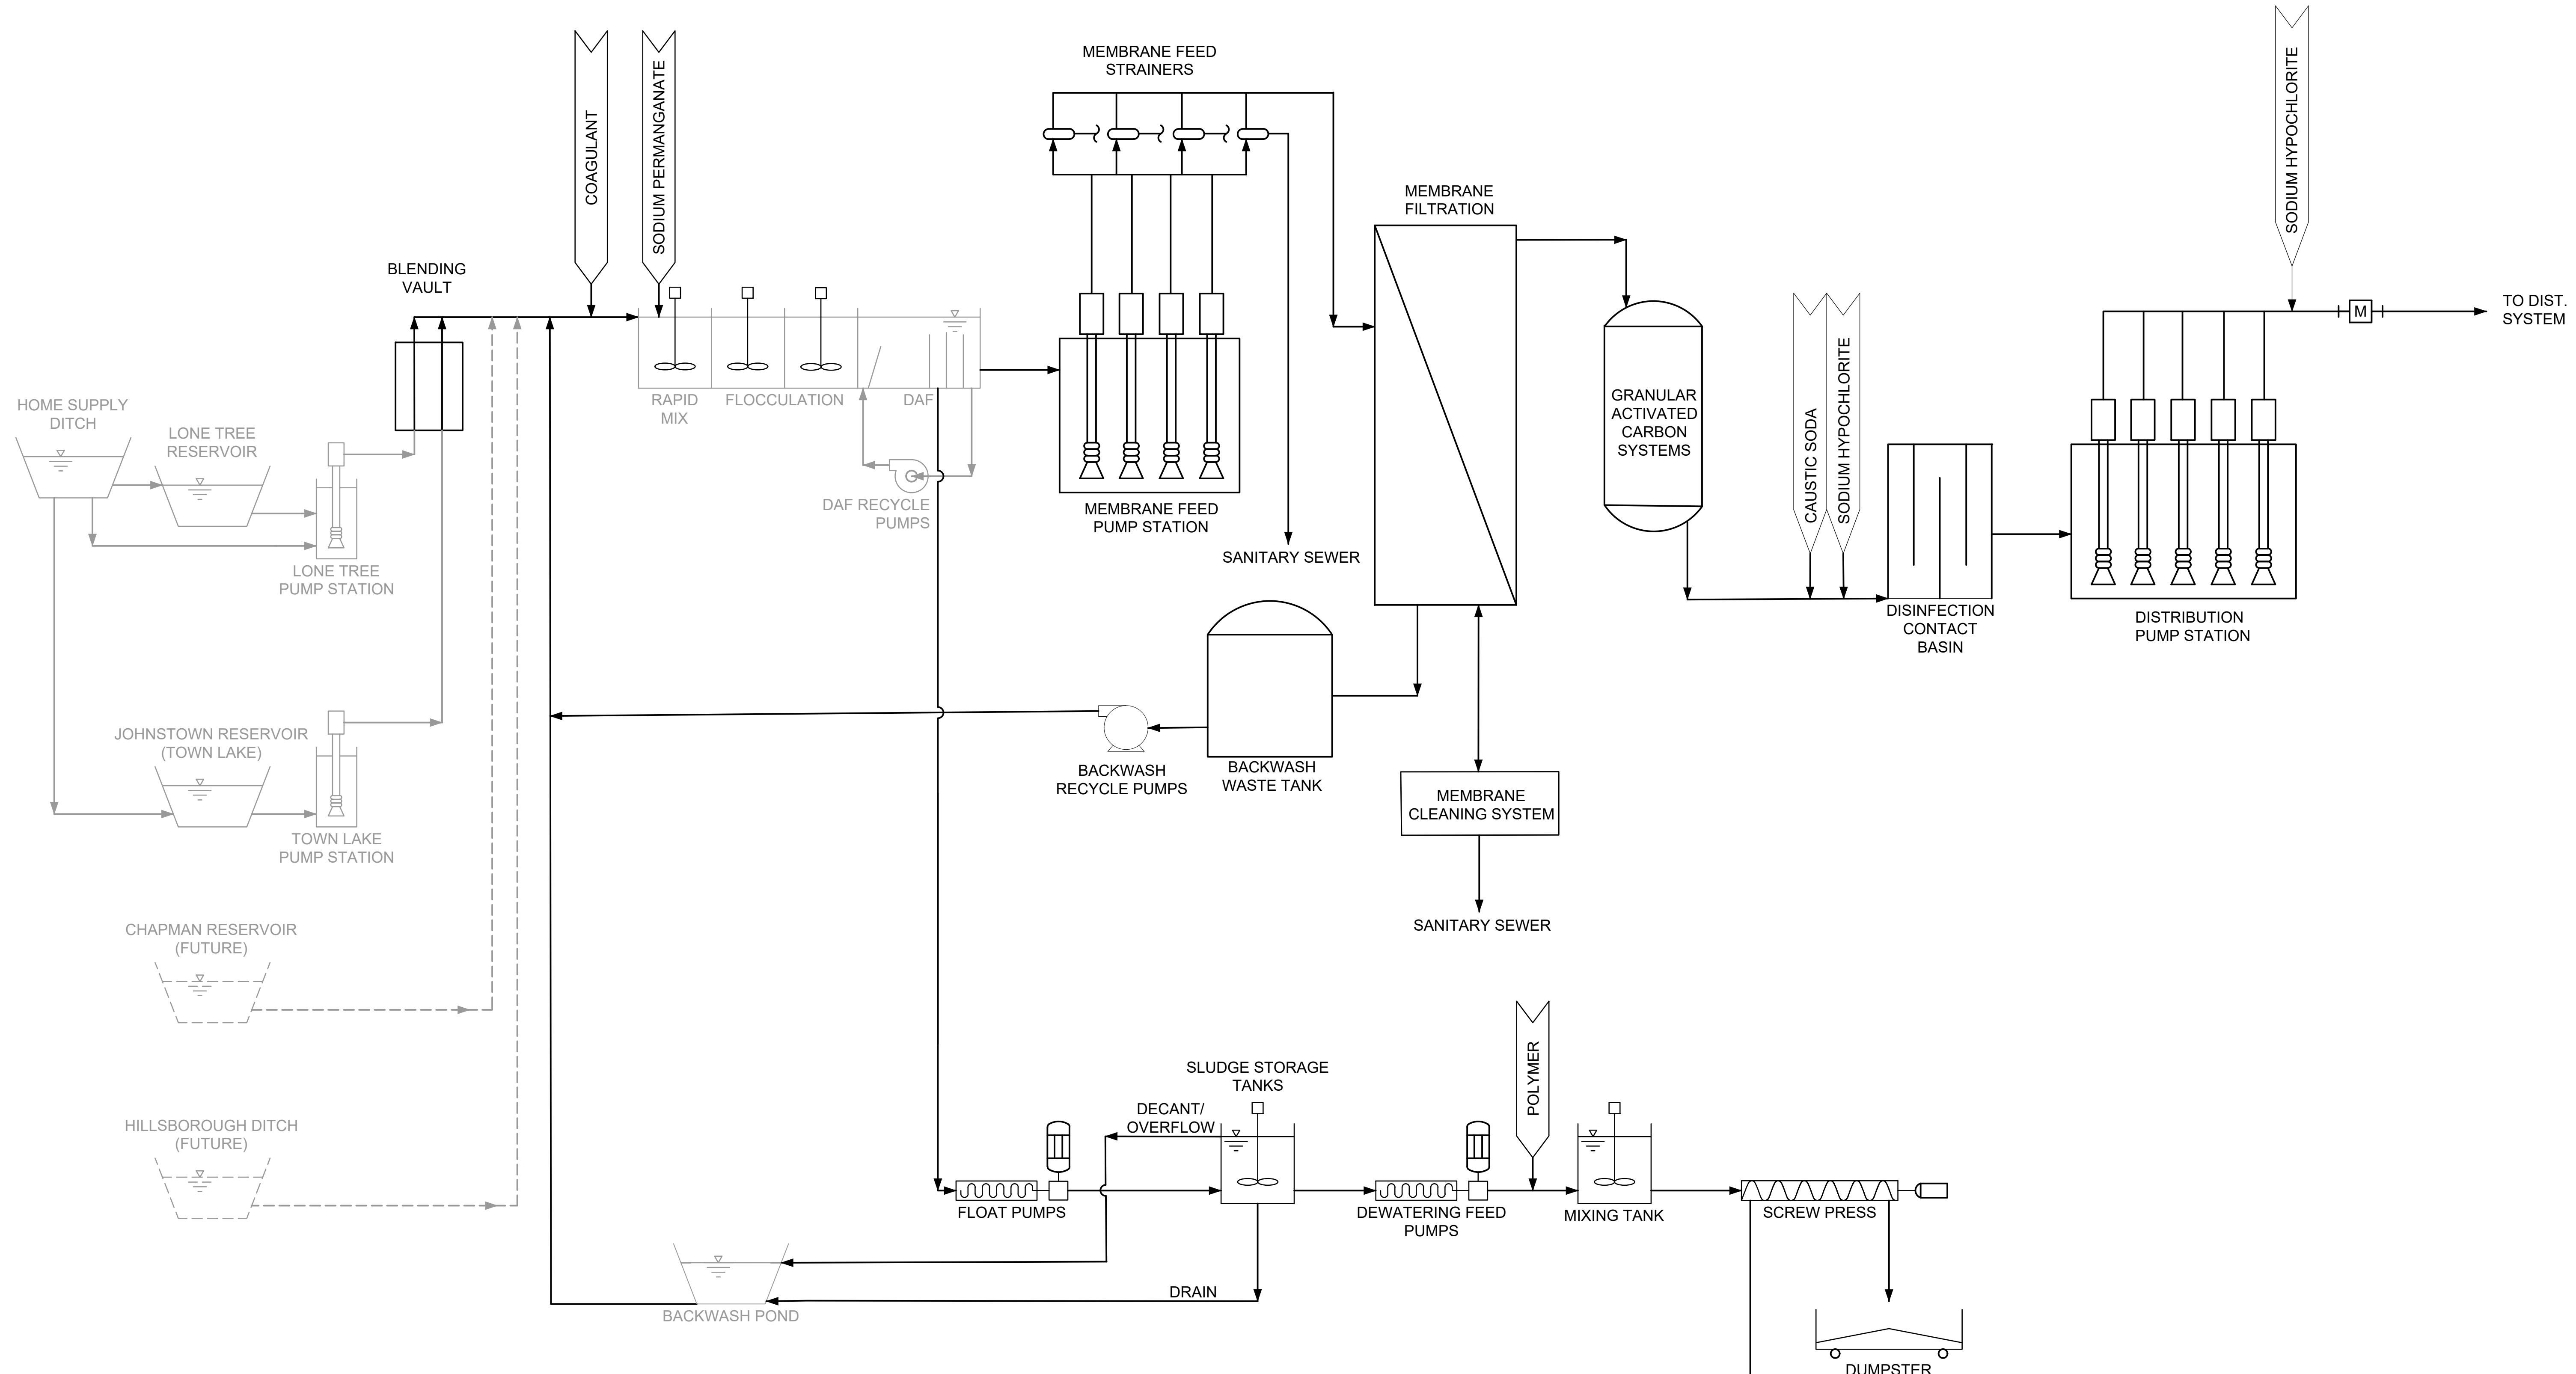 MEMBRANE FEED
STRAINERS
COAGULANT
SODIUM PERMANGANATE
SODIUM HYPOCHLORITE
MEMBRANE
FILTRATION
BLENDING
VAULT
TO DIST.
SYSTEM
M
HOME SUPPLY
DITCH
LONE TREE
RESERVOIR
RAPID
MIX
FLOCCULATION
DAF
GRANULAR
ACTIVATED
CARBON
SYSTEMS
CAUSTIC SODA
SODIUM HYPOCHLORITE
DAF RECYCLE
PUMPS
MEMBRANE FEED
PUMP STATION
SANITARY SEWER
LONE TREE
PUMP STATION
DISINFECTION
CONTACT
BASIN
DISTRIBUTION
PUMP STATION
JOHNSTOWN RESERVOIR
(TOWN LAKE)
BACKWASH
RECYCLE PUMPS
BACKWASH
WASTE TANK
MEMBRANE
CLEANING SYSTEM
TOWN LAKE
PUMP STATION
SANITARY SEWER
CHAPMAN RESERVOIR
(FUTURE)
POLYMER
SLUDGE STORAGE
TANKS
DECANT/
OVERFLOW
HILLSBOROUGH DITCH
(FUTURE)
FLOAT PUMPS
DEWATERING FEED
PUMPS
MIXING TANK
SCREW PRESS
DRAIN
BACKWASH POND
DUMPSTER